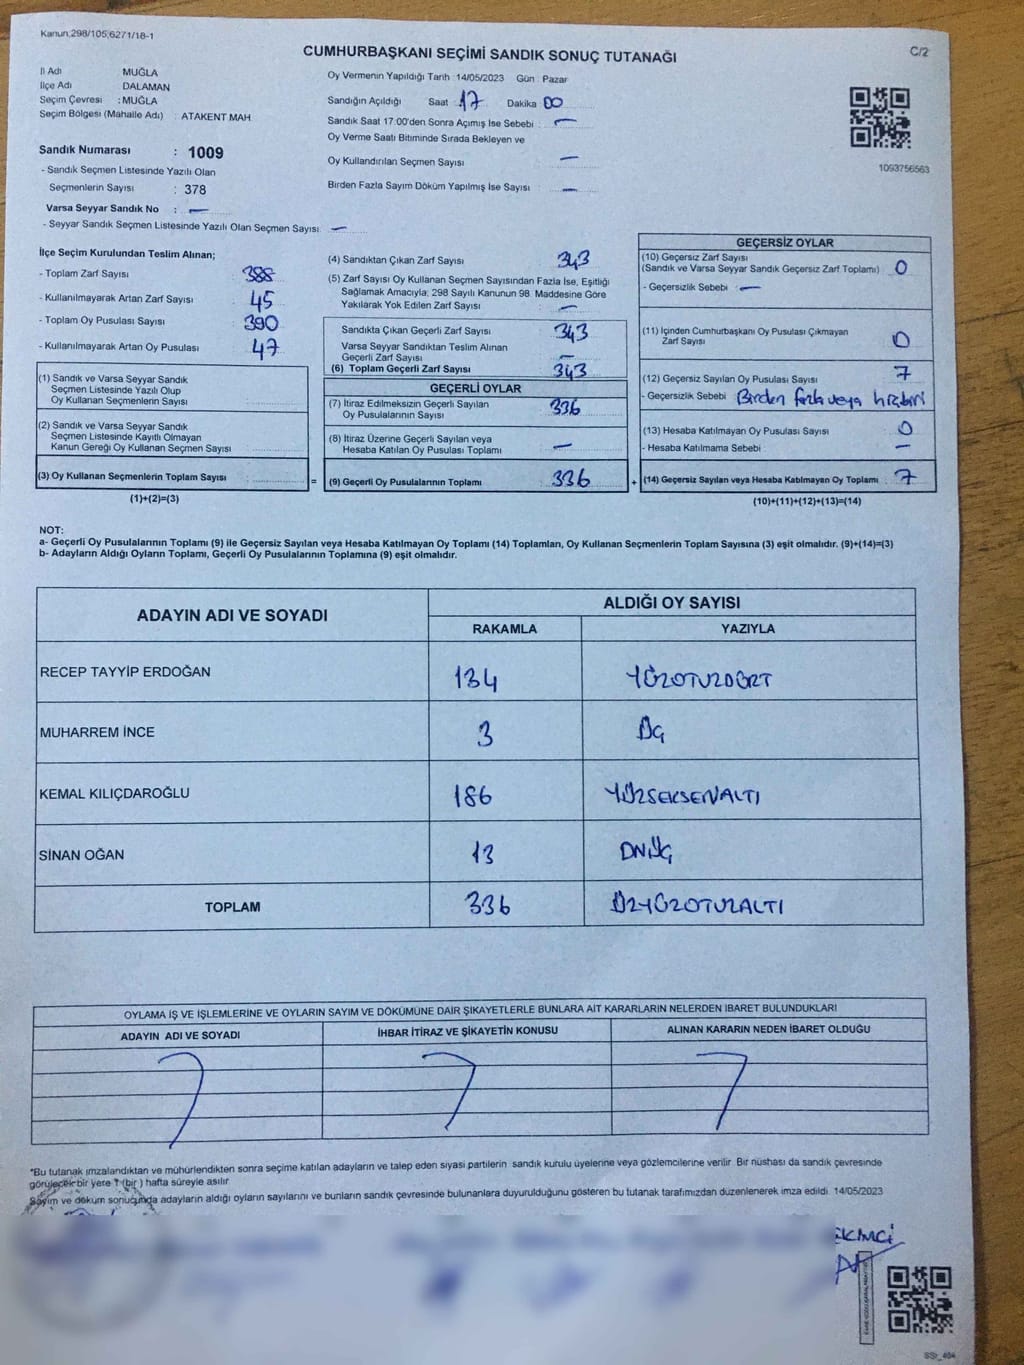 Kanun;298/105;6271/18-1
CUMHURBAŞKANI SEÇİMİ SANDIK SONUÇ TUTANAĞI
C/2
İl Adı MUĞLA
İlçe Adı DALAMAN
Seçim Çevresi : MUĞLA
Seçim Bölgesi (Mahalle Adı) : ATAKENT MAH.
Sandık Numarası : 1009
- Sandık Seçmen Listesinde Yazılı Olan
Seçmenlerin Sayısı : 378
Varsa Seyyar Sandık No : —
- Seyyar Sandık Seçmen Listesinde Yazılı Olan Seçmen Sayısı: —
Oy Vermenin Yapıldığı Tarih : 14/05/2023 Gün : Pazar
Sandığın Açıldığı Saat 17 Dakika 00
Sandık Saat 17:00'den Sonra Açımış İse Sebebi : —
Oy Verme Saati Bitiminde Sırada Bekleyen ve
Oy Kullandırılan Seçmen Sayısı —
Birden Fazla Sayım Döküm Yapılmış İse Sayısı : —
1093756563
İlçe Seçim Kurulundan Teslim Alınan;
- Toplam Zarf Sayısı : 388
- Kullanılmayarak Artan Zarf Sayısı : 45
- Toplam Oy Pusulası Sayısı : 390
- Kullanılmayarak Artan Oy Pusulası : 47
(1) Sandık ve Varsa Seyyar Sandık
Seçmen Listesinde Yazılı Olup
Oy Kullanan Seçmenlerin Sayısı :
(2) Sandık ve Varsa Seyyar Sandık
Seçmen Listesinde Kayıtlı Olmayan
Kanun Gereği Oy Kullanan Seçmen Sayısı :
(3) Oy Kullanan Seçmenlerin Toplam Sayısı :
(1)+(2)=(3)
(4) Sandıktan Çıkan Zarf Sayısı : 343
(5) Zarf Sayısı Oy Kullanan Seçmen Sayısından Fazla İse, Eşitliği
Sağlamak Amacıyla; 298 Sayılı Kanunun 98. Maddesine Göre
Yakılarak Yok Edilen Zarf Sayısı : —
Sandıkta Çıkan Geçerli Zarf Sayısı : 343
Varsa Seyyar Sandıktan Teslim Alınan
Geçerli Zarf Sayısı : —
(6) Toplam Geçerli Zarf Sayısı : 343
GEÇERLİ OYLAR
(7) İtiraz Edilmeksizin Geçerli Sayılan
Oy Pusulalarının Sayısı : 336
(8) İtiraz Üzerine Geçerli Sayılan veya
Hesaba Katılan Oy Pusulası Toplamı : —
= (9) Geçerli Oy Pusulalarının Toplamı : 336
GEÇERSİZ OYLAR
(10) Geçersiz Zarf Sayısı
(Sandık ve Varsa Seyyar Sandık Geçersiz Zarf Toplamı) : 0
- Geçersizlik Sebebi : —
(11) İçinden Cumhurbaşkanı Oy Pusulası Çıkmayan
Zarf Sayısı : 0
(12) Geçersiz Sayılan Oy Pusulası Sayısı : 7
- Geçersizlik Sebebi : Birden fazla veya hiçbiri
(13) Hesaba Katılmayan Oy Pusulası Sayısı : 0
- Hesaba Katılmama Sebebi : —
+ (14) Geçersiz Sayılan veya Hesaba Katılmayan Oy Toplamı : 7
(10)+(11)+(12)+(13)=(14)
NOT:
a- Geçerli Oy Pusulalarının Toplamı (9) ile Geçersiz Sayılan veya Hesaba Katılmayan Oy Toplamı (14) Toplamları, Oy Kullanan Seçmenlerin Toplam Sayısına (3) eşit olmalıdır. (9)+(14)=(3)
b- Adayların Aldığı Oyların Toplamı, Geçerli Oy Pusulalarının Toplamına (9) eşit olmalıdır.
ADAYIN ADI VE SOYADI ALDIĞI OY SAYISI
RAKAMLA YAZIYLA
RECEP TAYYİP ERDOĞAN 134 YÜZOTUZDÖRT
MUHARREM İNCE 3 ÜÇ
KEMAL KILIÇDAROĞLU 186 YÜZSEKSENALTI
SİNAN OĞAN 13 ONÜÇ
TOPLAM 336 ÜÇYÜZOTUZALTI
OYLAMA İŞ VE İŞLEMLERİNE VE OYLARIN SAYIM VE DÖKÜMÜNE DAİR ŞİKAYETLERLE BUNLARA AİT KARARLARIN NELERDEN İBARET BULUNDUKLARI
ADAYIN ADI VE SOYADI İHBAR İTİRAZ VE ŞİKAYETİN KONUSU ALINAN KARARIN NEDEN İBARET OLDUĞU
*Bu tutanak imzalandıktan ve mühürlendikten sonra seçime katılan adayların ve talep eden siyasi partilerin sandık kurulu üyelerine veya gözlemcilerine verilir. Bir nüshası da sandık çevresinde
görülecek bir yere 1 (bir ) hafta süreyle asılır.
Sayım ve döküm sonucunda adayların aldığı oyların sayılarını ve bunların sandık çevresinde bulunanlara duyurulduğunu gösteren bu tutanak tarafımızdan düzenlenerek imza edildi. 14/05/2023
EKİNCİ